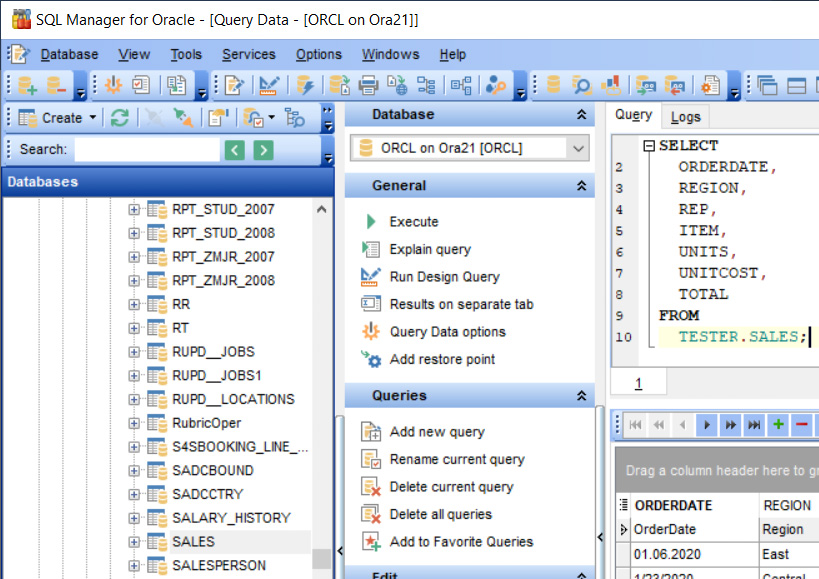 SQL Manager for Oracle - [Query Data - [ORCL on Ora21]]
Database View Tools Services Options Windows Help
Create
Search:
Databases
RPT_STUD_2007
RPT_STUD_2008
RPT_ZMJR_2007
RPT_ZMJR_2008
RR
RT
RUPD__JOBS
RUPD__JOBS1
RUPD__LOCATIONS
RubricOper
S4SBOOKING_LINE_...
SADCBOUND
SADCCTRY
SALARY_HISTORY
SALES
SALESPERSON
Database
ORCL on Ora21 [ORCL]
General
Execute
Explain query
Run Design Query
Results on separate tab
Query Data options
Add restore point
Queries
Add new query
Rename current query
Delete current query
Delete all queries
Add to Favorite Queries
Edit
Query Logs
SELECT
2 ORDERDATE,
3 REGION,
4 REP,
5 ITEM,
6 UNITS,
7 UNITCOST,
8 TOTAL
9 FROM
10 TESTER.SALES;
1
Drag a column header here to gr
ORDERDATE REGION
OrderDate Region
01.06.2020 East
1/23/2020 Central